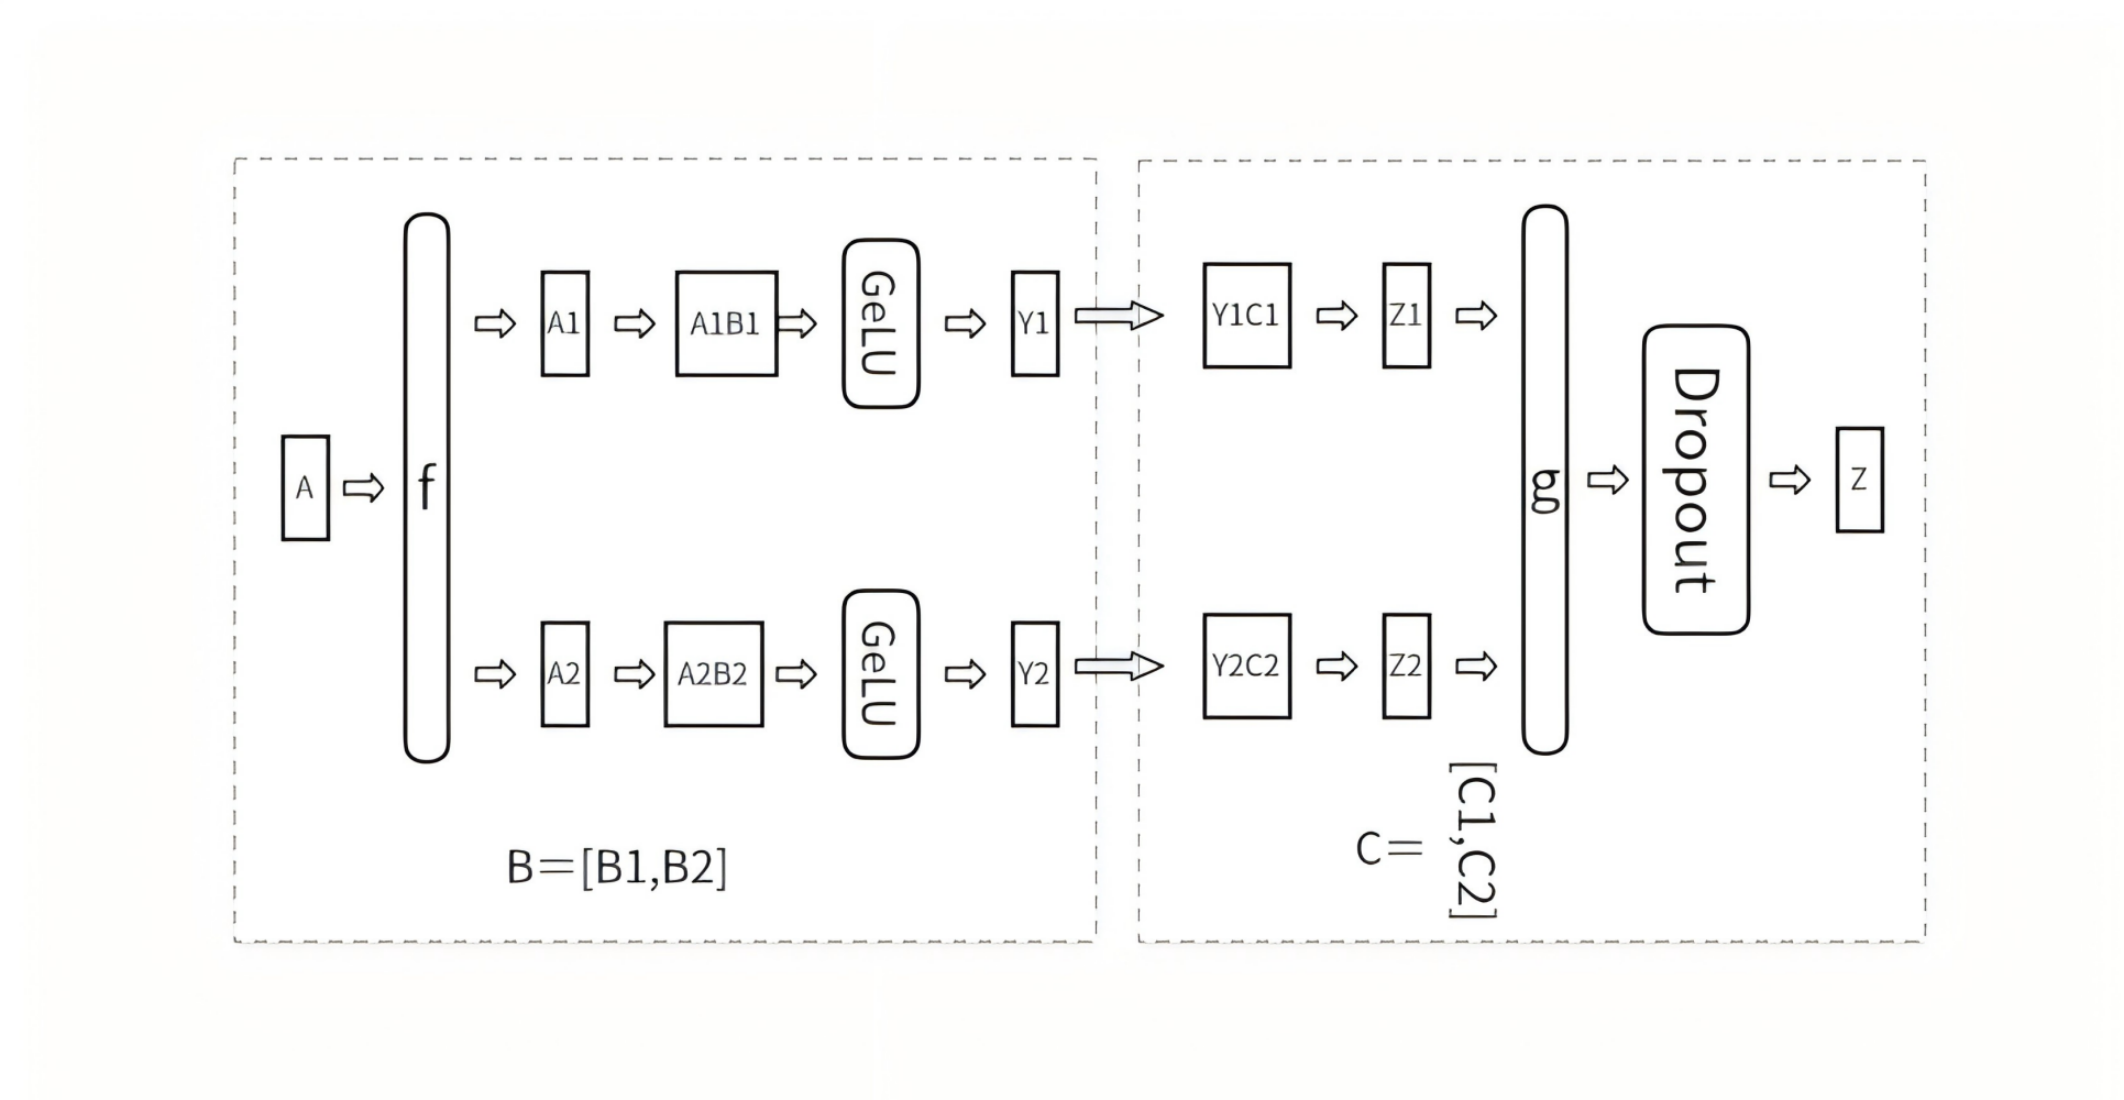 A
f
A1
A1B1
GeLU
Y1
A2
A2B2
GeLU
Y2
B=[B1,B2]
Y1C1
Z1
Y2C2
Z2
g
Dropout
Z
C=[C1,C2]